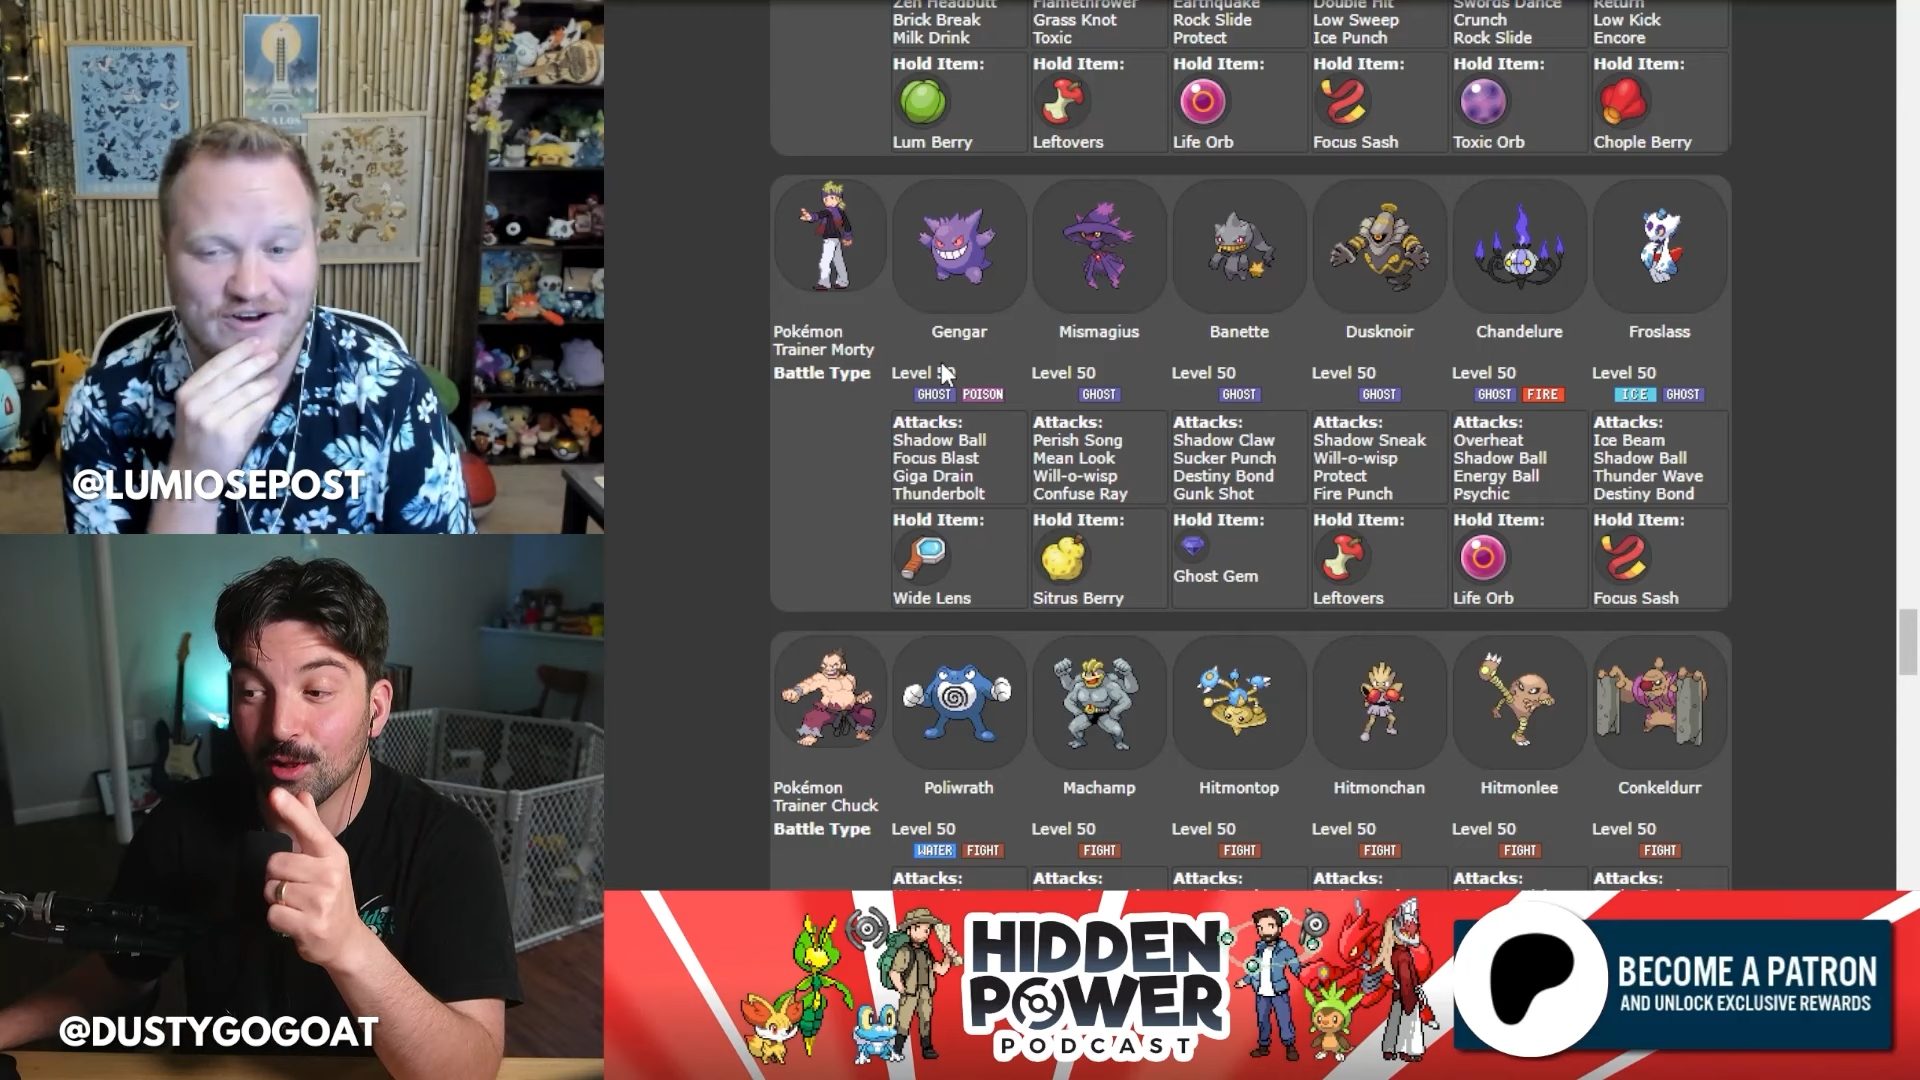 Zen Headbutt Flamethrower Earthquake Double Hit Swords Dance Return
Brick Break Grass Knot Rock Slide Low Sweep Crunch Low Kick
Milk Drink Toxic Protect Ice Punch Rock Slide Encore
Hold Item: Hold Item: Hold Item: Hold Item: Hold Item: Hold Item:
Lum Berry Leftovers Life Orb Focus Sash Toxic Orb Chople Berry
KALOS
Pokémon Gengar Mismagius Banette Dusknoir Chandelure Froslass
Trainer Morty
Battle Type Level 50 Level 50 Level 50 Level 50 Level 50 Level 50
GHOST POISON GHOST GHOST GHOST GHOST FIRE ICE GHOST
Attacks: Attacks: Attacks: Attacks: Attacks: Attacks:
Shadow Ball Perish Song Shadow Claw Shadow Sneak Overheat Ice Beam
Focus Blast Mean Look Sucker Punch Will-o-wisp Shadow Ball Shadow Ball
Giga Drain Will-o-wisp Destiny Bond Protect Energy Ball Thunder Wave
Thunderbolt Confuse Ray Gunk Shot Fire Punch Psychic Destiny Bond
Hold Item: Hold Item: Hold Item: Hold Item: Hold Item: Hold Item:
Wide Lens Sitrus Berry Ghost Gem Leftovers Life Orb Focus Sash
@LUMIOSEPOST
Pokémon Poliwrath Machamp Hitmontop Hitmonchan Hitmonlee Conkeldurr
Trainer Chuck
Battle Type Level 50 Level 50 Level 50 Level 50 Level 50 Level 50
WATER FIGHT FIGHT FIGHT FIGHT FIGHT FIGHT
Attacks: Attacks: Attacks: Attacks: Attacks: Attacks:
@DUSTYGOGOAT
HIDDEN
POWER
PODCAST
BECOME A PATRON
AND UNLOCK EXCLUSIVE REWARDS